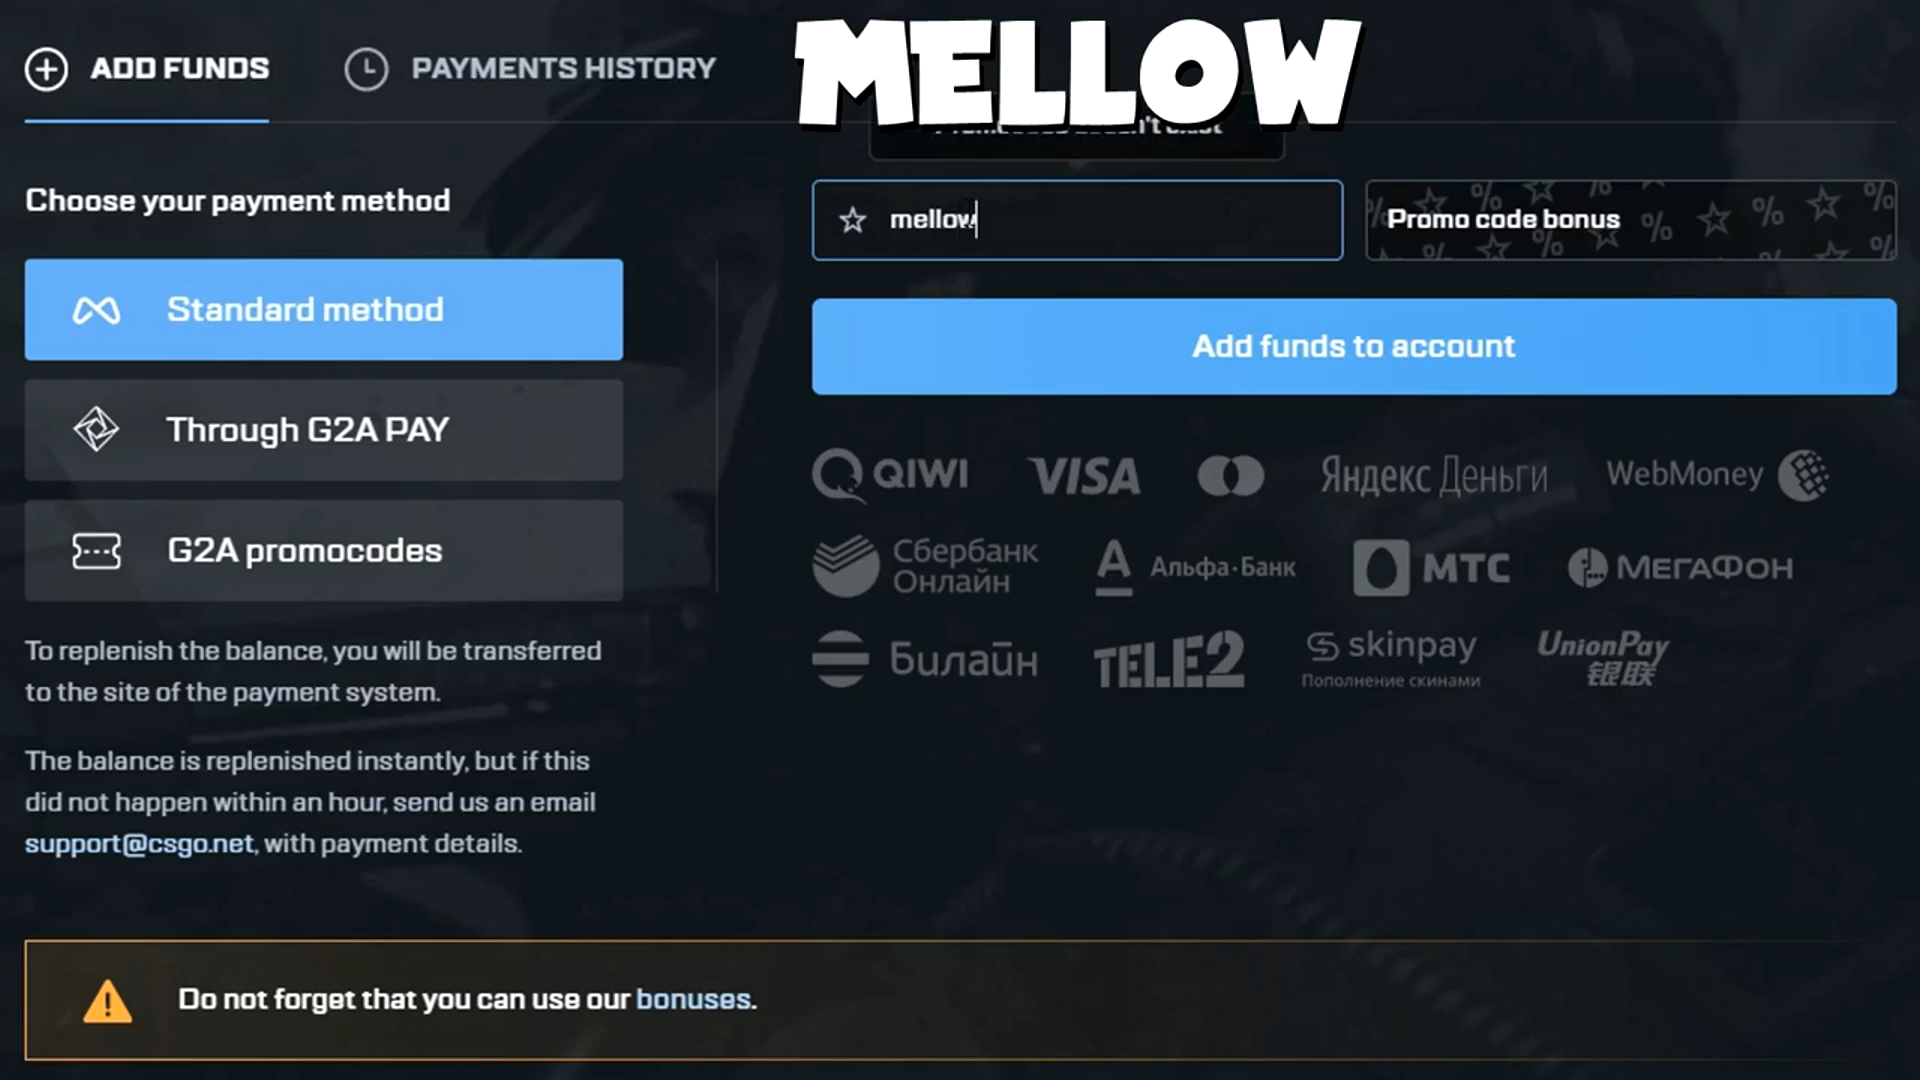 ADD FUNDS
PAYMENTS HISTORY
MELLOW
Choose your payment method
mellow
Promo code bonus
Standard method
Add funds to account
Through G2A PAY
QIWI
VISA
Яндекс Деньги
WebMoney
G2A promocodes
Сбербанк
Онлайн
Альфа·Банк
МТС
МЕГАФОН
Билайн
TELE2
skinpay
Пополнение скинами
UnionPay
银联
To replenish the balance, you will be transferred
to the site of the payment system.
The balance is replenished instantly, but if this
did not happen within an hour, send us an email
support@csgo.net, with payment details.
Do not forget that you can use our bonuses.